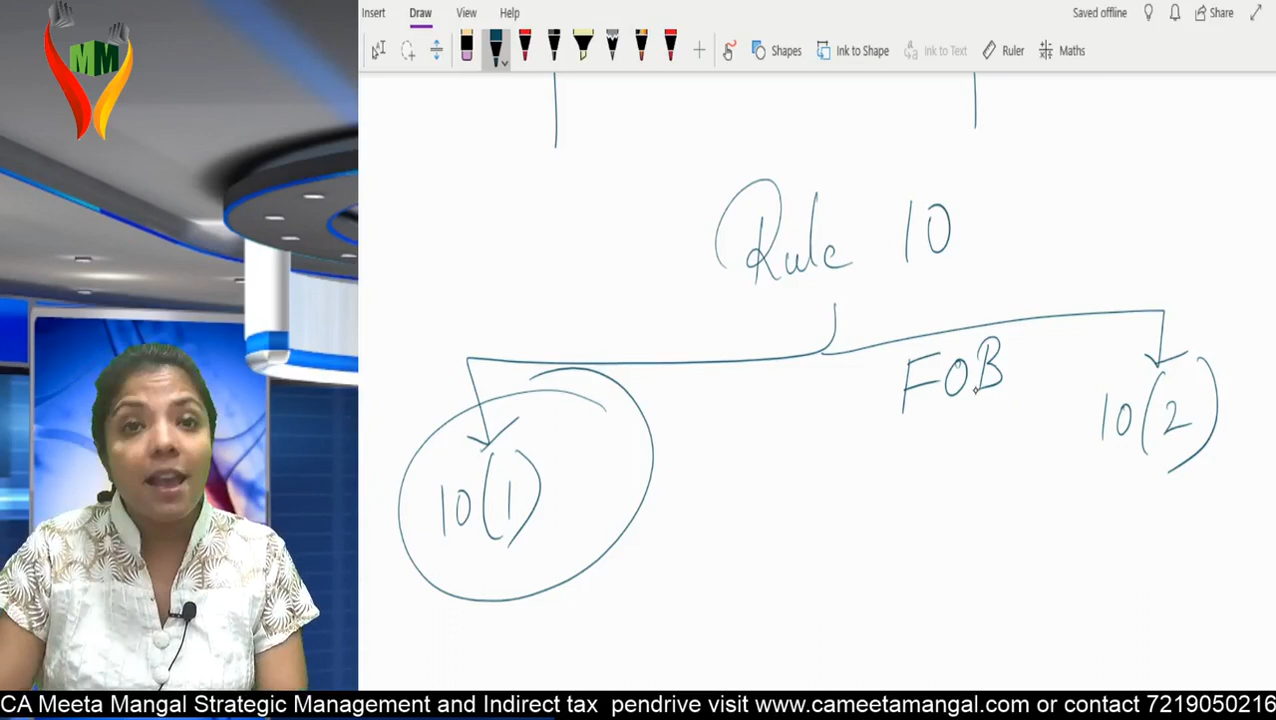 Insert Draw View Help Saved offline Share
Shapes Ink to Shape Ink to Text Ruler Maths
MM
Rule 10
FOB
10(2)
10(1)
CA Meeta Mangal Strategic Management and Indirect tax pendrive visit www.cameetamangal.com or contact 7219050216